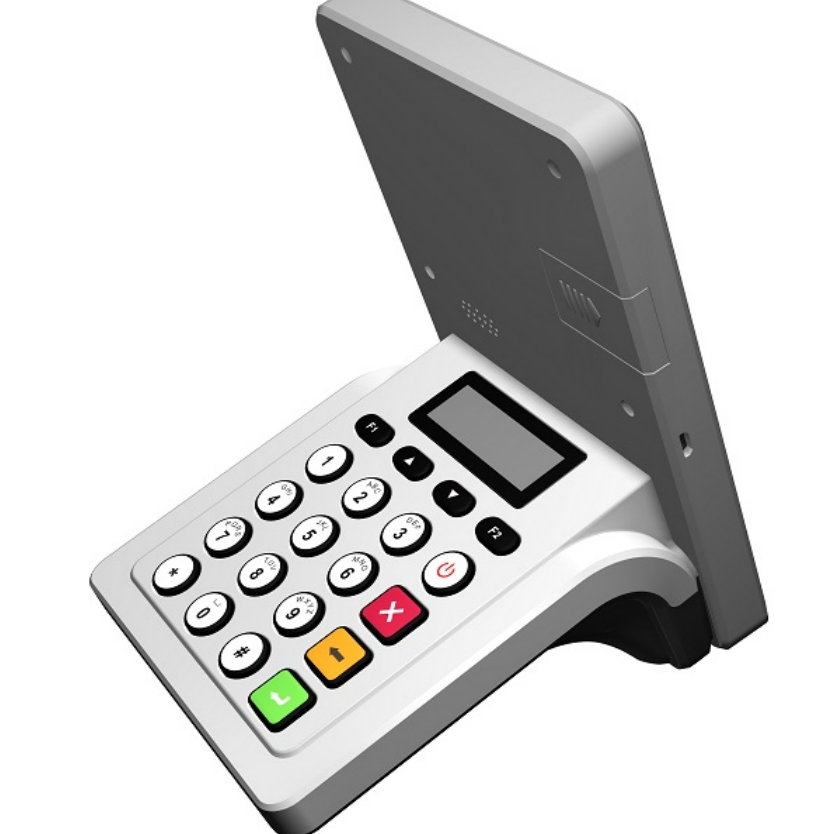 F1 ▲ ▼ F2
1 2 ABC 3 DEF
4 GHI 5 JKL 6 MNO
7 PQRS 8 9 WXYZ
* 0 #